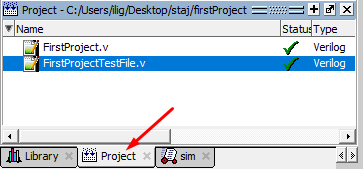 Project - C:/Users/ilig/Desktop/staj/firstProject
Name Status Type
FirstProject.v Verilog
FirstProjectTestFile.v Verilog
Library Project sim